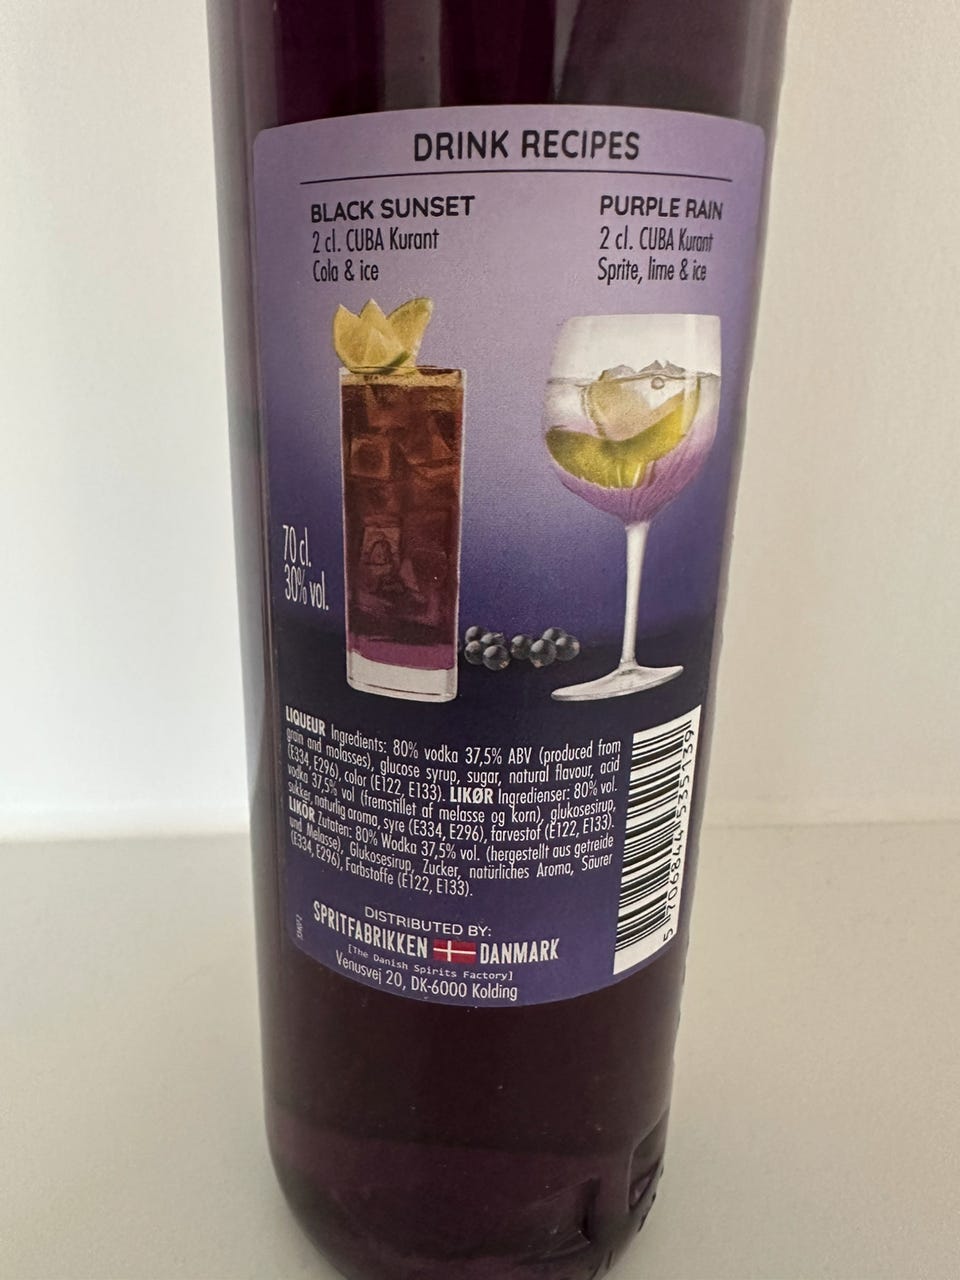 DRINK RECIPES
BLACK SUNSET
2 cl. CUBA Kurant
Cola & ice
PURPLE RAIN
2 cl. CUBA Kurant
Sprite, lime & ice
70 cl.
30% vol.
LIQUEUR Ingredients: 80% vodka 37,5% ABV (produced from
grain and molasses), glucose syrup, sugar, natural flavour, acid
(E334, E296), color (E122, E133). LIKØR Ingredienser: 80% vol.
vodka 37,5% vol (fremstillet af melasse og korn), glukosesirup,
sukker, naturlig aroma, syre (E334, E296), farvestof (E122, E133).
LIKÖR Zutaten: 80% Wodka 37,5% vol. (hergestellt aus getreide
und Melasse), Glukosesirup, Zucker, natürliches Aroma, Säurer
(E334, E296), Farbstoffe (E122, E133).
DISTRIBUTED BY:
SPRITFABRIKKEN DANMARK
[The Danish Spirits Factory]
Venusvej 20, DK-6000 Kolding
5 706844 535139